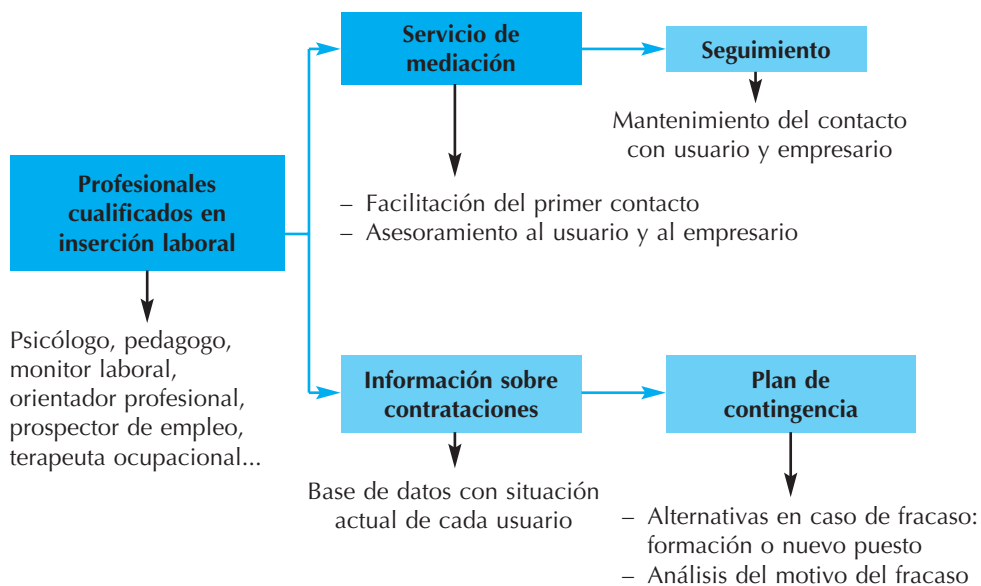 Servicio de
mediación
Seguimiento
Mantenimiento del contacto
con usuario y empresario
Profesionales
cualificados en
inserción laboral
– Facilitación del primer contacto
– Asesoramiento al usuario y al empresario
Psicólogo, pedagogo,
monitor laboral,
orientador profesional,
prospector de empleo,
terapeuta ocupacional...
Información sobre
contrataciones
Plan de
contingencia
Base de datos con situación
actual de cada usuario
– Alternativas en caso de fracaso:
formación o nuevo puesto
– Análisis del motivo del fracaso